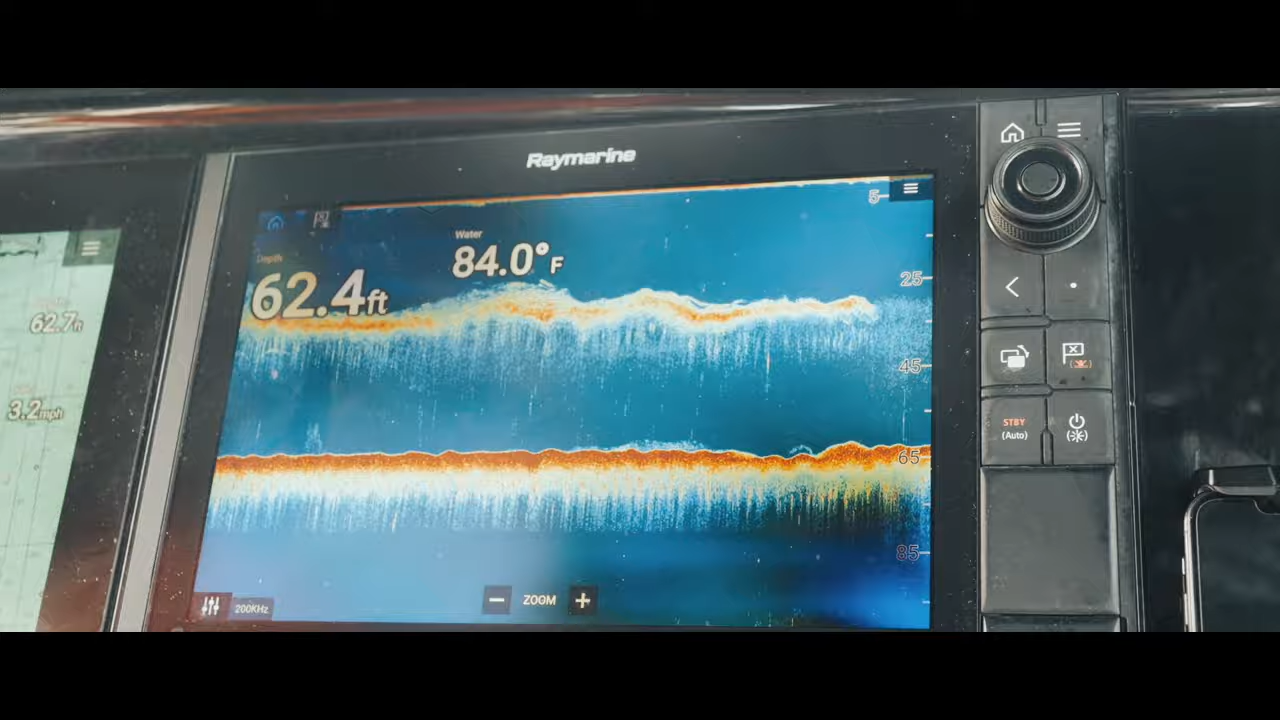 Raymarine
5
Water
84.0°F
Depth
62.4ft
25
62.7ft
45
3.2mph
STBY
(Auto)
65
85
ZOOM
200KHz